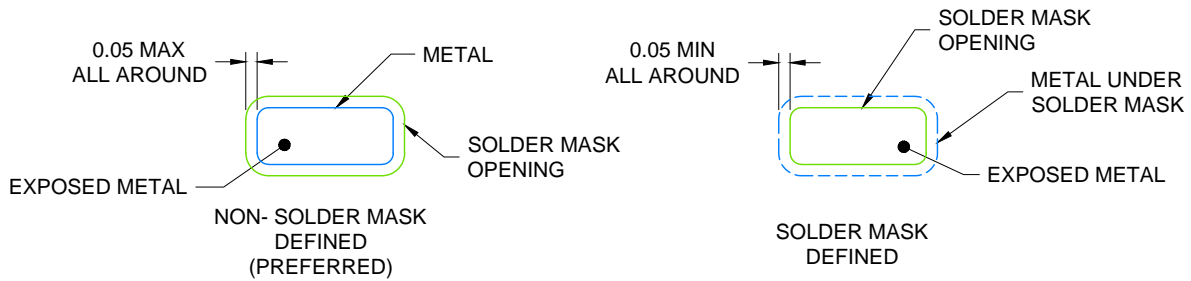 0.05 MAX
ALL AROUND
METAL
SOLDER MASK
OPENING
EXPOSED METAL
NON- SOLDER MASK
DEFINED
(PREFERRED)
SOLDER MASK
OPENING
0.05 MIN
ALL AROUND
METAL UNDER
SOLDER MASK
EXPOSED METAL
SOLDER MASK
DEFINED